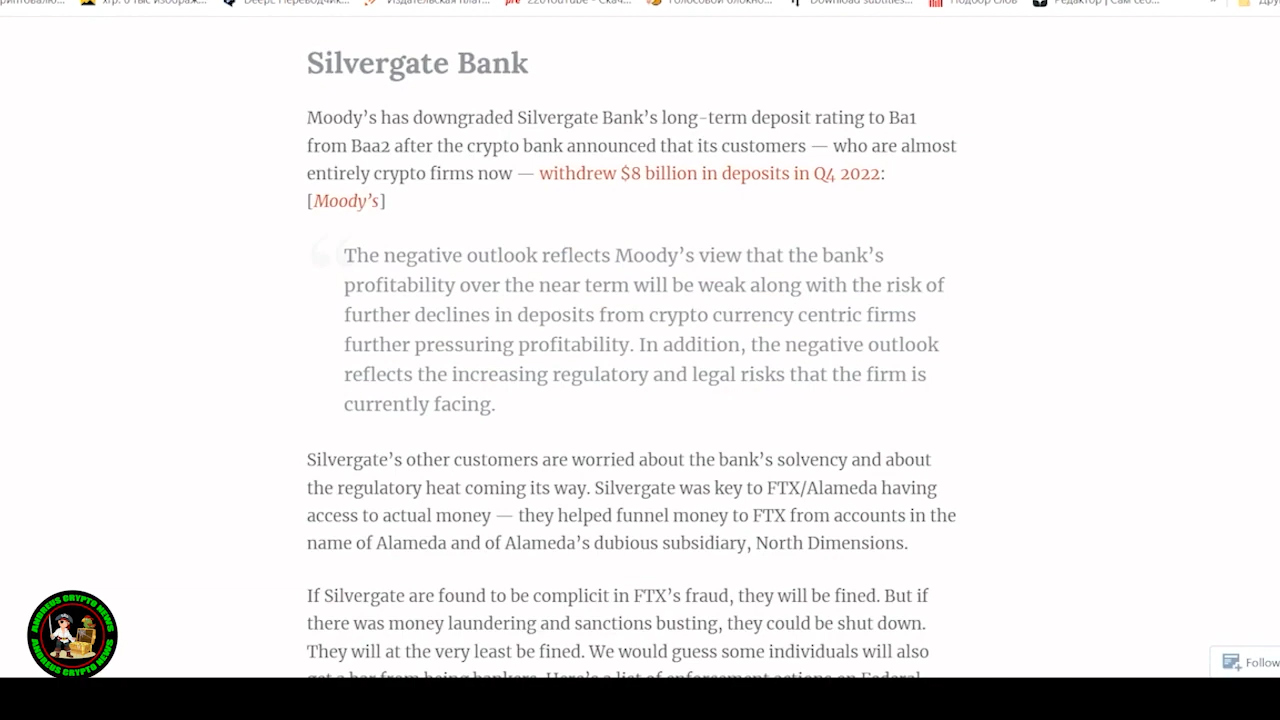 Silvergate Bank
Moody’s has downgraded Silvergate Bank’s long-term deposit rating to Ba1
from Baa2 after the crypto bank announced that its customers — who are almost
entirely crypto firms now — withdrew $8 billion in deposits in Q4 2022:
[Moody’s]
The negative outlook reflects Moody’s view that the bank’s
profitability over the near term will be weak along with the risk of
further declines in deposits from crypto currency centric firms
further pressuring profitability. In addition, the negative outlook
reflects the increasing regulatory and legal risks that the firm is
currently facing.
Silvergate’s other customers are worried about the bank’s solvency and about
the regulatory heat coming its way. Silvergate was key to FTX/Alameda having
access to actual money — they helped funnel money to FTX from accounts in the
name of Alameda and of Alameda’s dubious subsidiary, North Dimensions.
If Silvergate are found to be complicit in FTX’s fraud, they will be fined. But if
there was money laundering and sanctions busting, they could be shut down.
They will at the very least be fined. We would guess some individuals will also
ANDREUS CRYPTO NEWS
ANDREUS CRYPTO NEWS
Follow